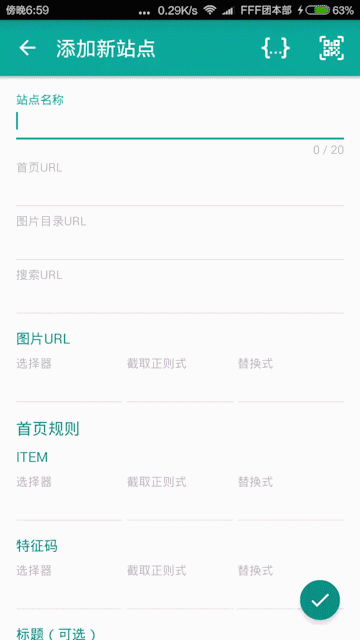 傍晚6:59 ... 0.29K/s FFF团本部 63%
添加新站点 {...}
站点名称
0 / 20
首页URL
图片目录URL
搜索URL
图片URL
选择器 截取正则式 替换式
首页规则
ITEM
选择器 截取正则式 替换式
特征码
选择器 截取正则式 替换式
标题（可选）